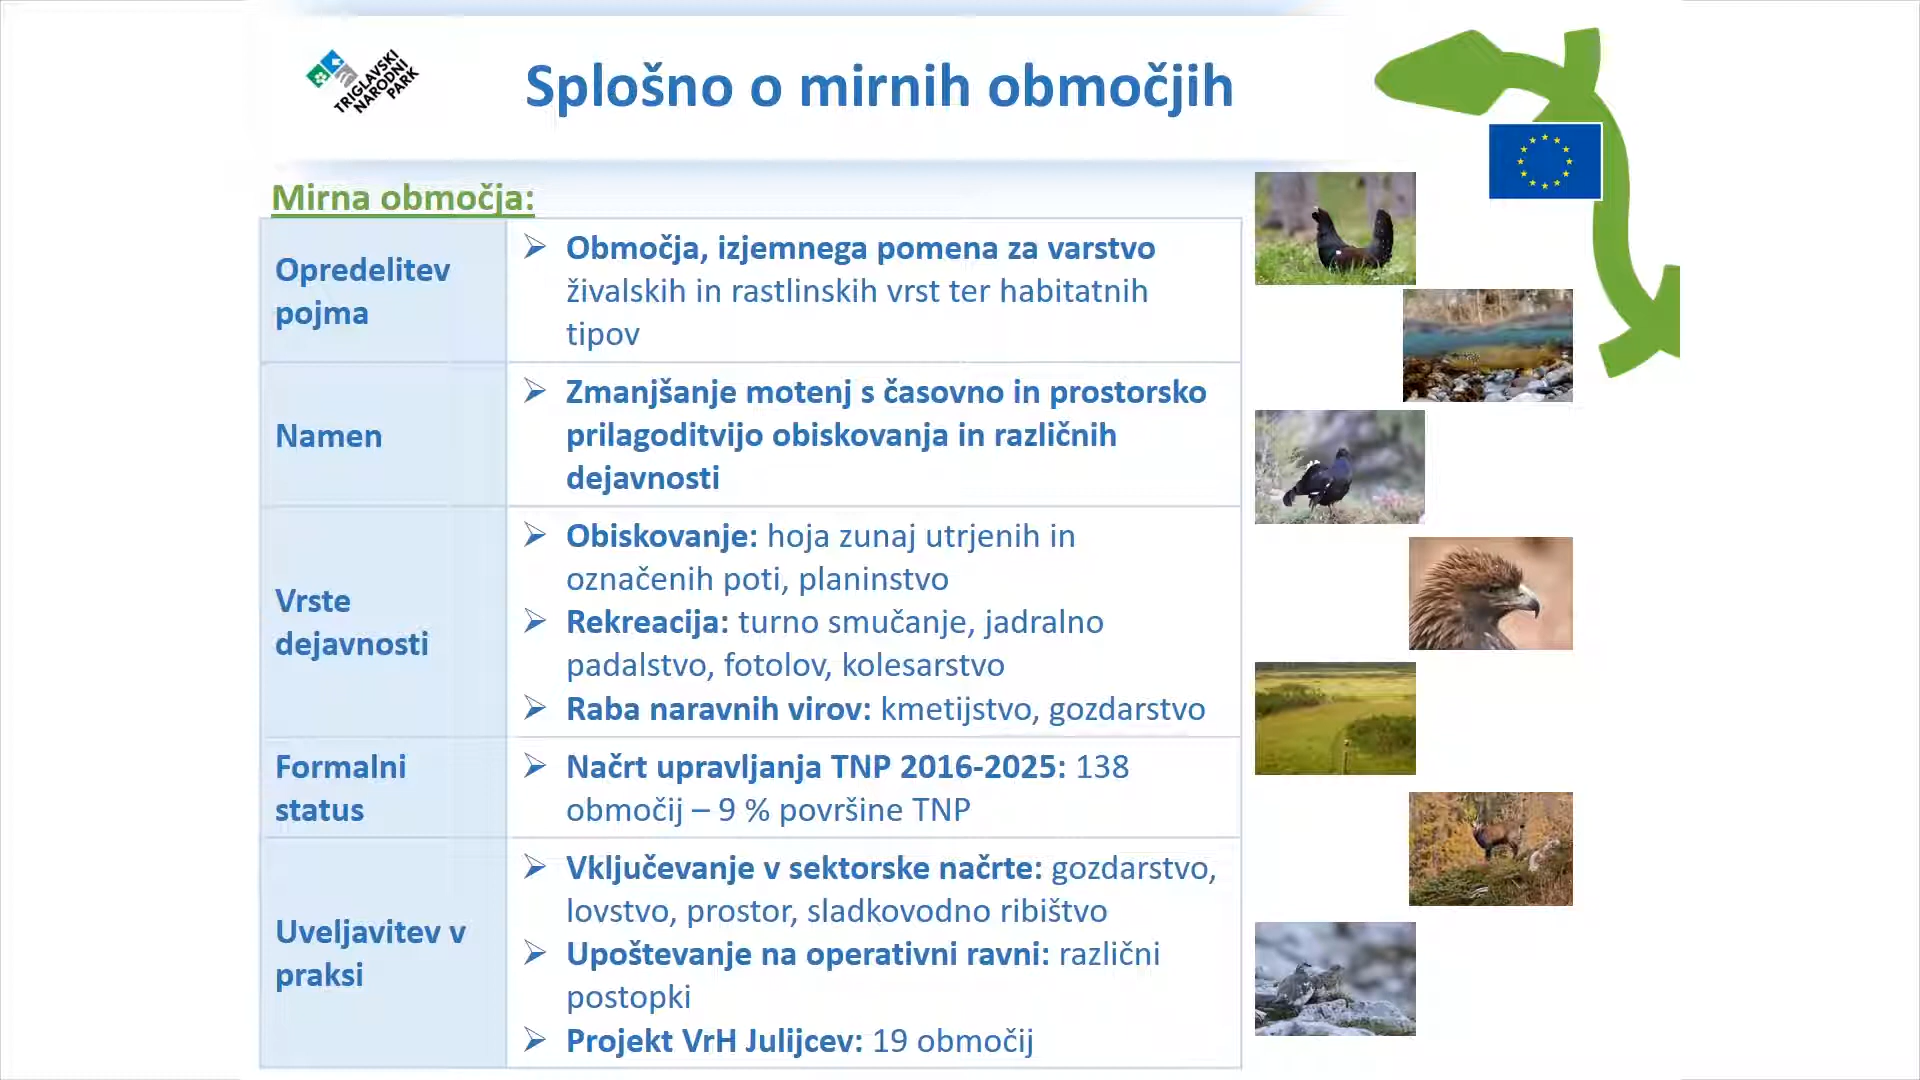 TRIGLAVSKI
NARODNI
PARK
Splošno o mirnih območjih
Mirna območja:
Opredelitev
pojma
➢ Območja, izjemnega pomena za varstvo
živalskih in rastlinskih vrst ter habitatnih
tipov
Namen
➢ Zmanjšanje motenj s časovno in prostorsko
prilagoditvijo obiskovanja in različnih
dejavnosti
Vrste
dejavnosti
➢ Obiskovanje: hoja zunaj utrjenih in
označenih poti, planinstvo
➢ Rekreacija: turno smučanje, jadralno
padalstvo, fotolov, kolesarstvo
➢ Raba naravnih virov: kmetijstvo, gozdarstvo
Formalni
status
➢ Načrt upravljanja TNP 2016-2025: 138
območij – 9 % površine TNP
Uveljavitev v
praksi
➢ Vključevanje v sektorske načrte: gozdarstvo,
lovstvo, prostor, sladkovodno ribištvo
➢ Upoštevanje na operativni ravni: različni
postopki
➢ Projekt VrH Julijcev: 19 območij